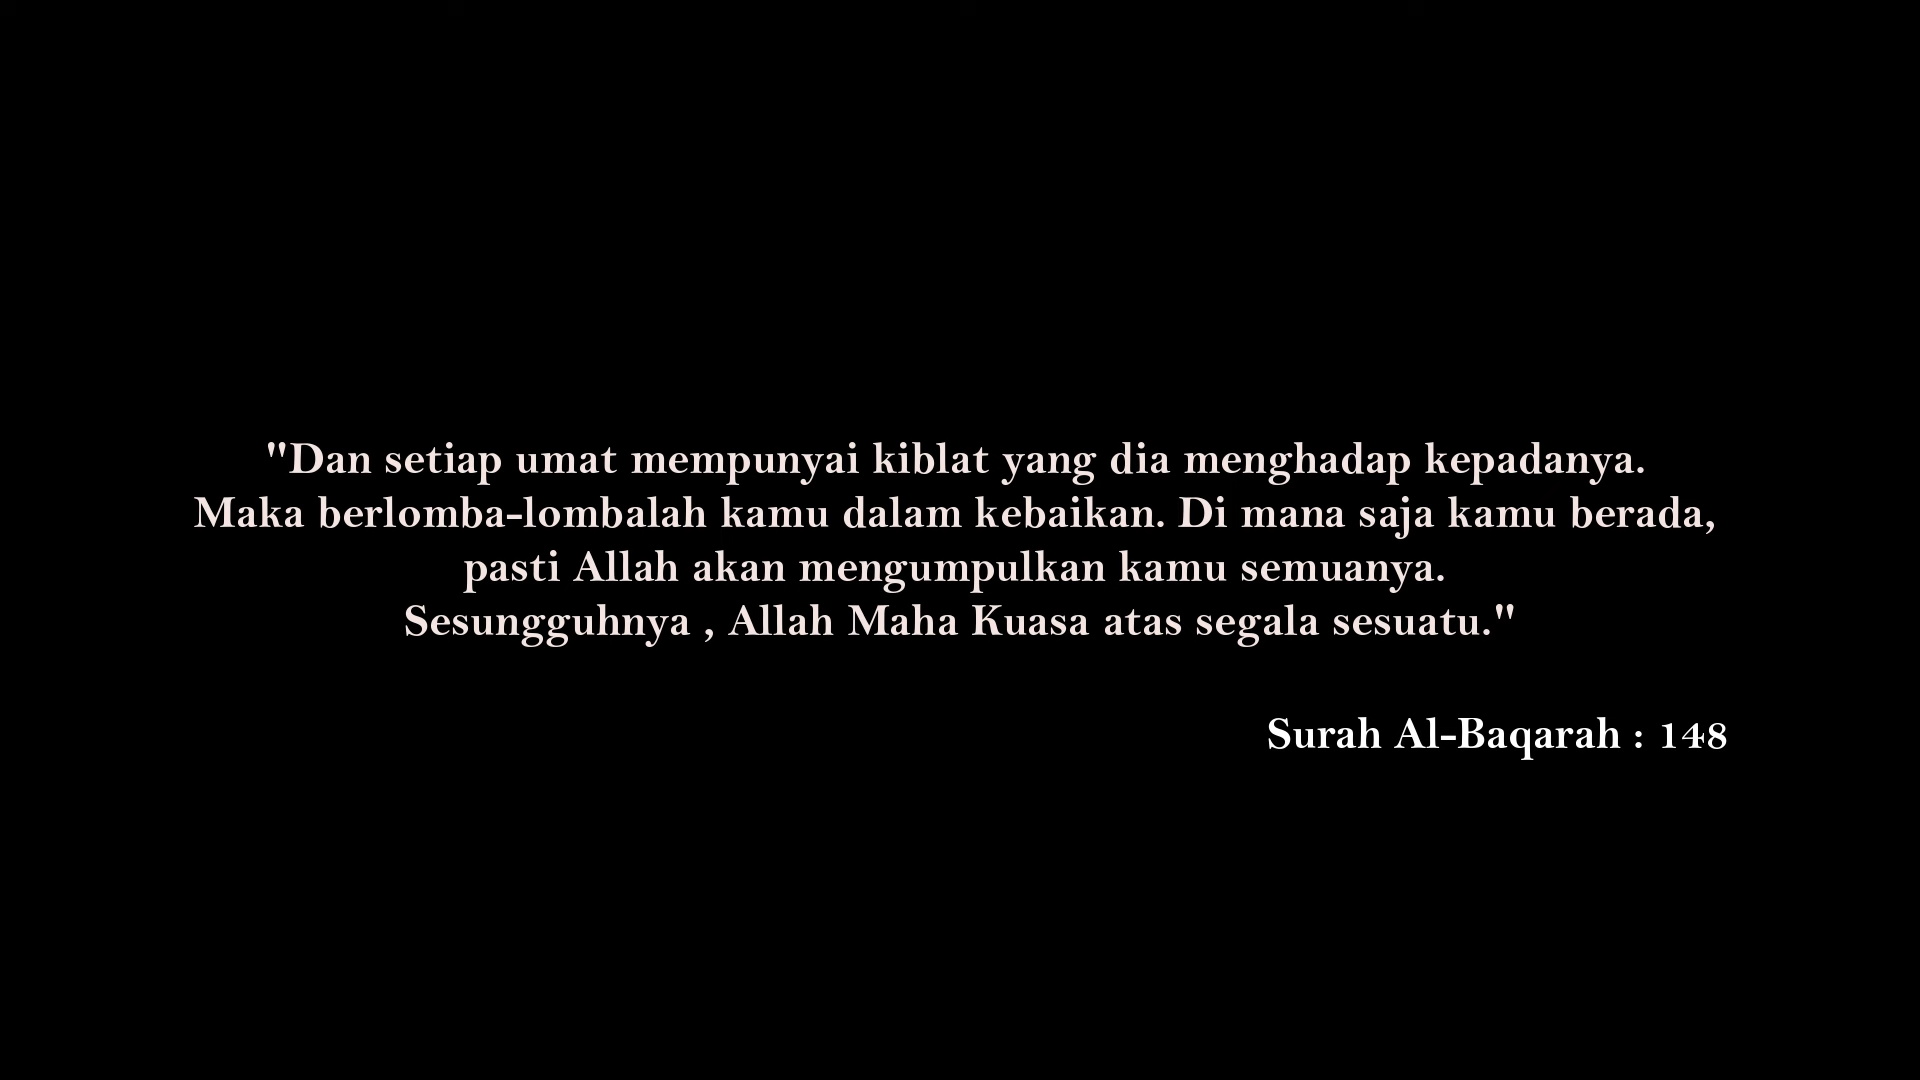 "Dan setiap umat mempunyai kiblat yang dia menghadap kepadanya.
Maka berlomba-lombalah kamu dalam kebaikan. Di mana saja kamu berada,
pasti Allah akan mengumpulkan kamu semuanya.
Sesungguhnya , Allah Maha Kuasa atas segala sesuatu."
Surah Al-Baqarah : 148